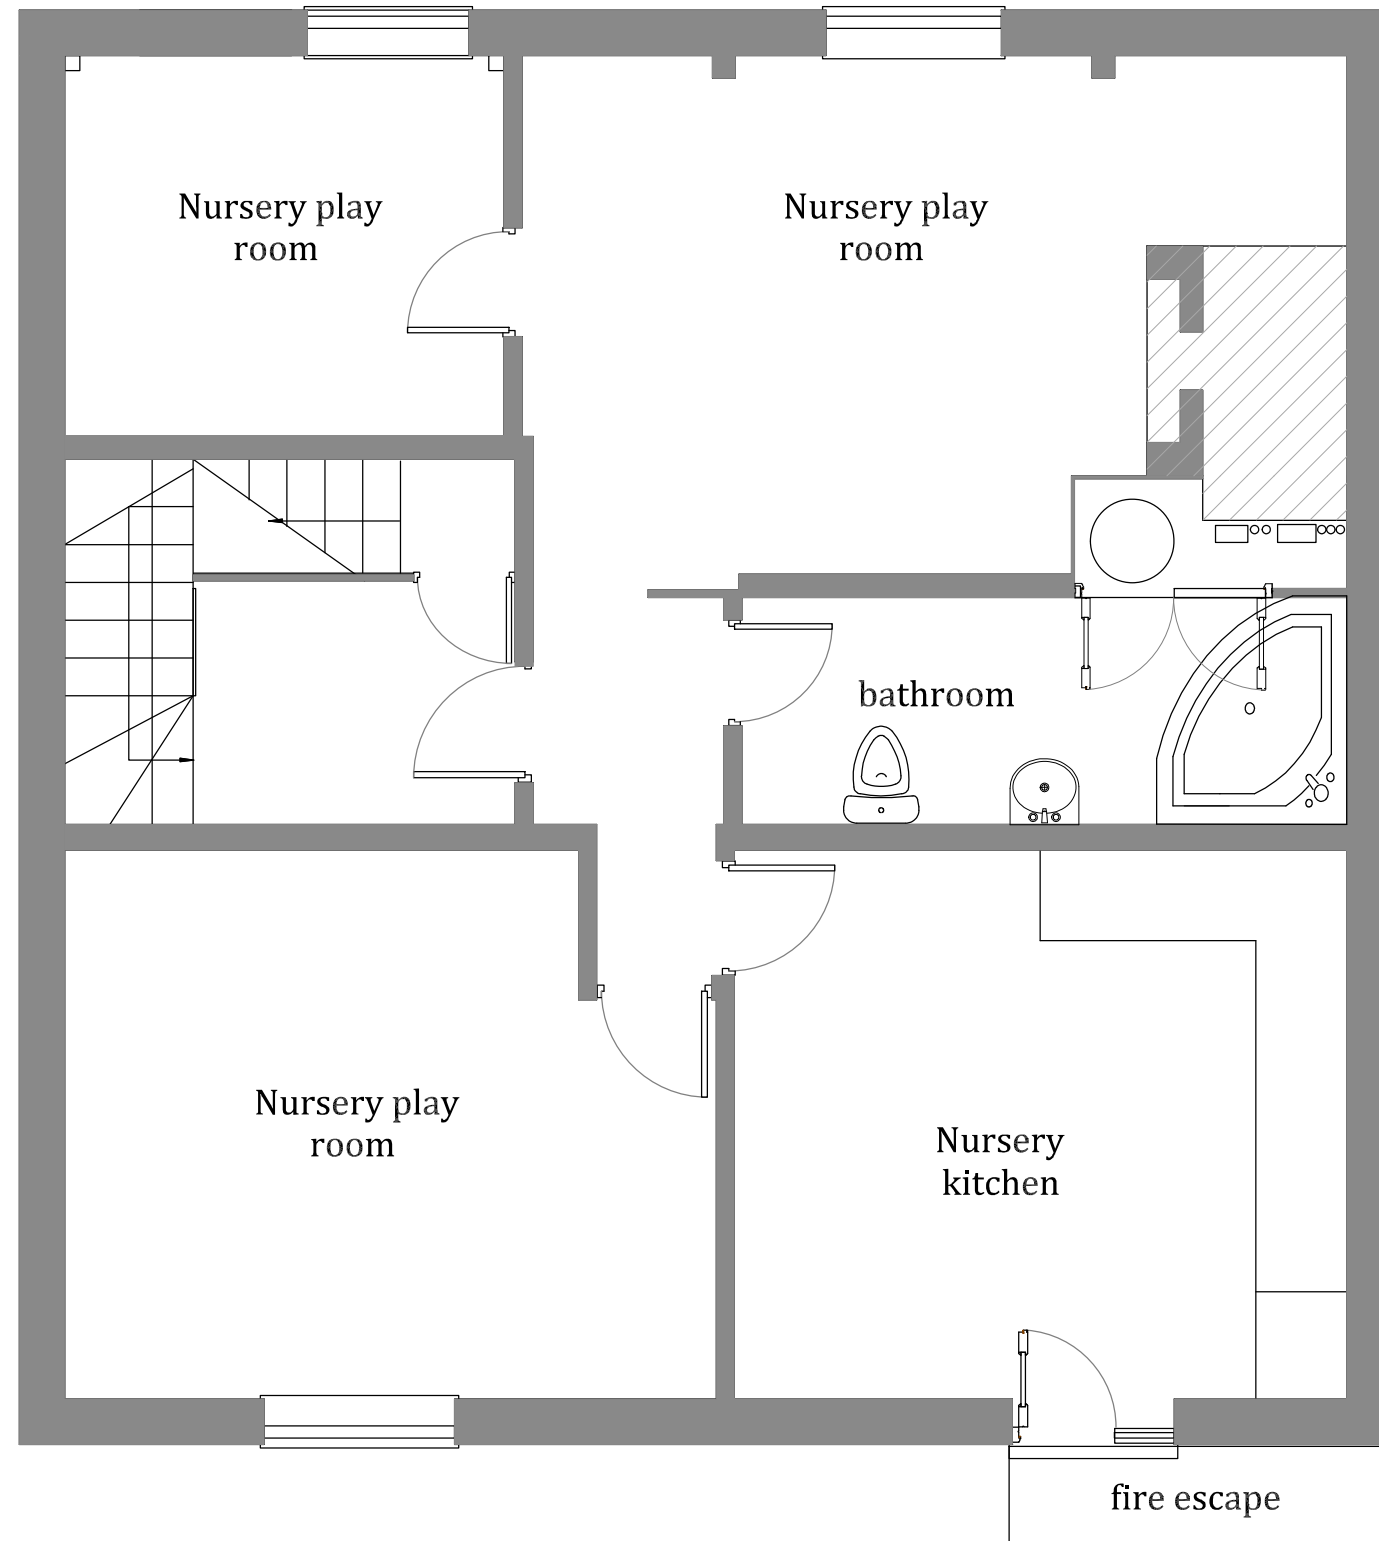 Nursery play
room
Nursery play
room
bathroom
Nursery play
room
Nursery
kitchen
fire escape